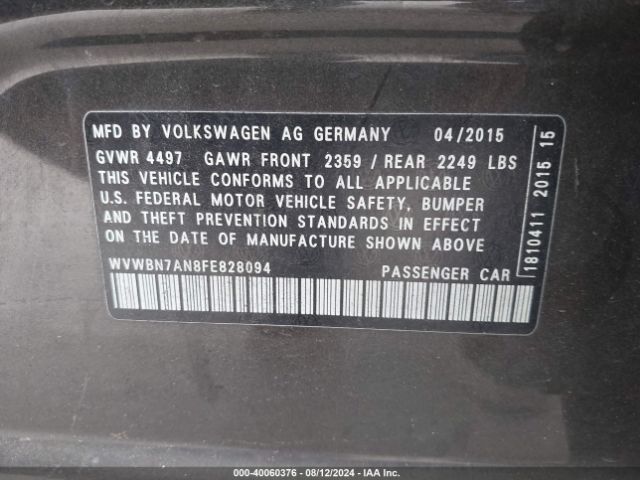 MFD BY VOLKSWAGEN AG GERMANY 04/2015
GVWR 4497 GAWR FRONT 2359 / REAR 2249 LBS
THIS VEHICLE CONFORMS TO ALL APPLICABLE
U.S. FEDERAL MOTOR VEHICLE SAFETY, BUMPER
AND THEFT PREVENTION STANDARDS IN EFFECT
ON THE DATE OF MANUFACTURE SHOWN ABOVE
WVWBN7AN8FE828094 PASSENGER CAR
1810411 2015 15
000-40060376 - 08/12/2024 - IAA Inc.